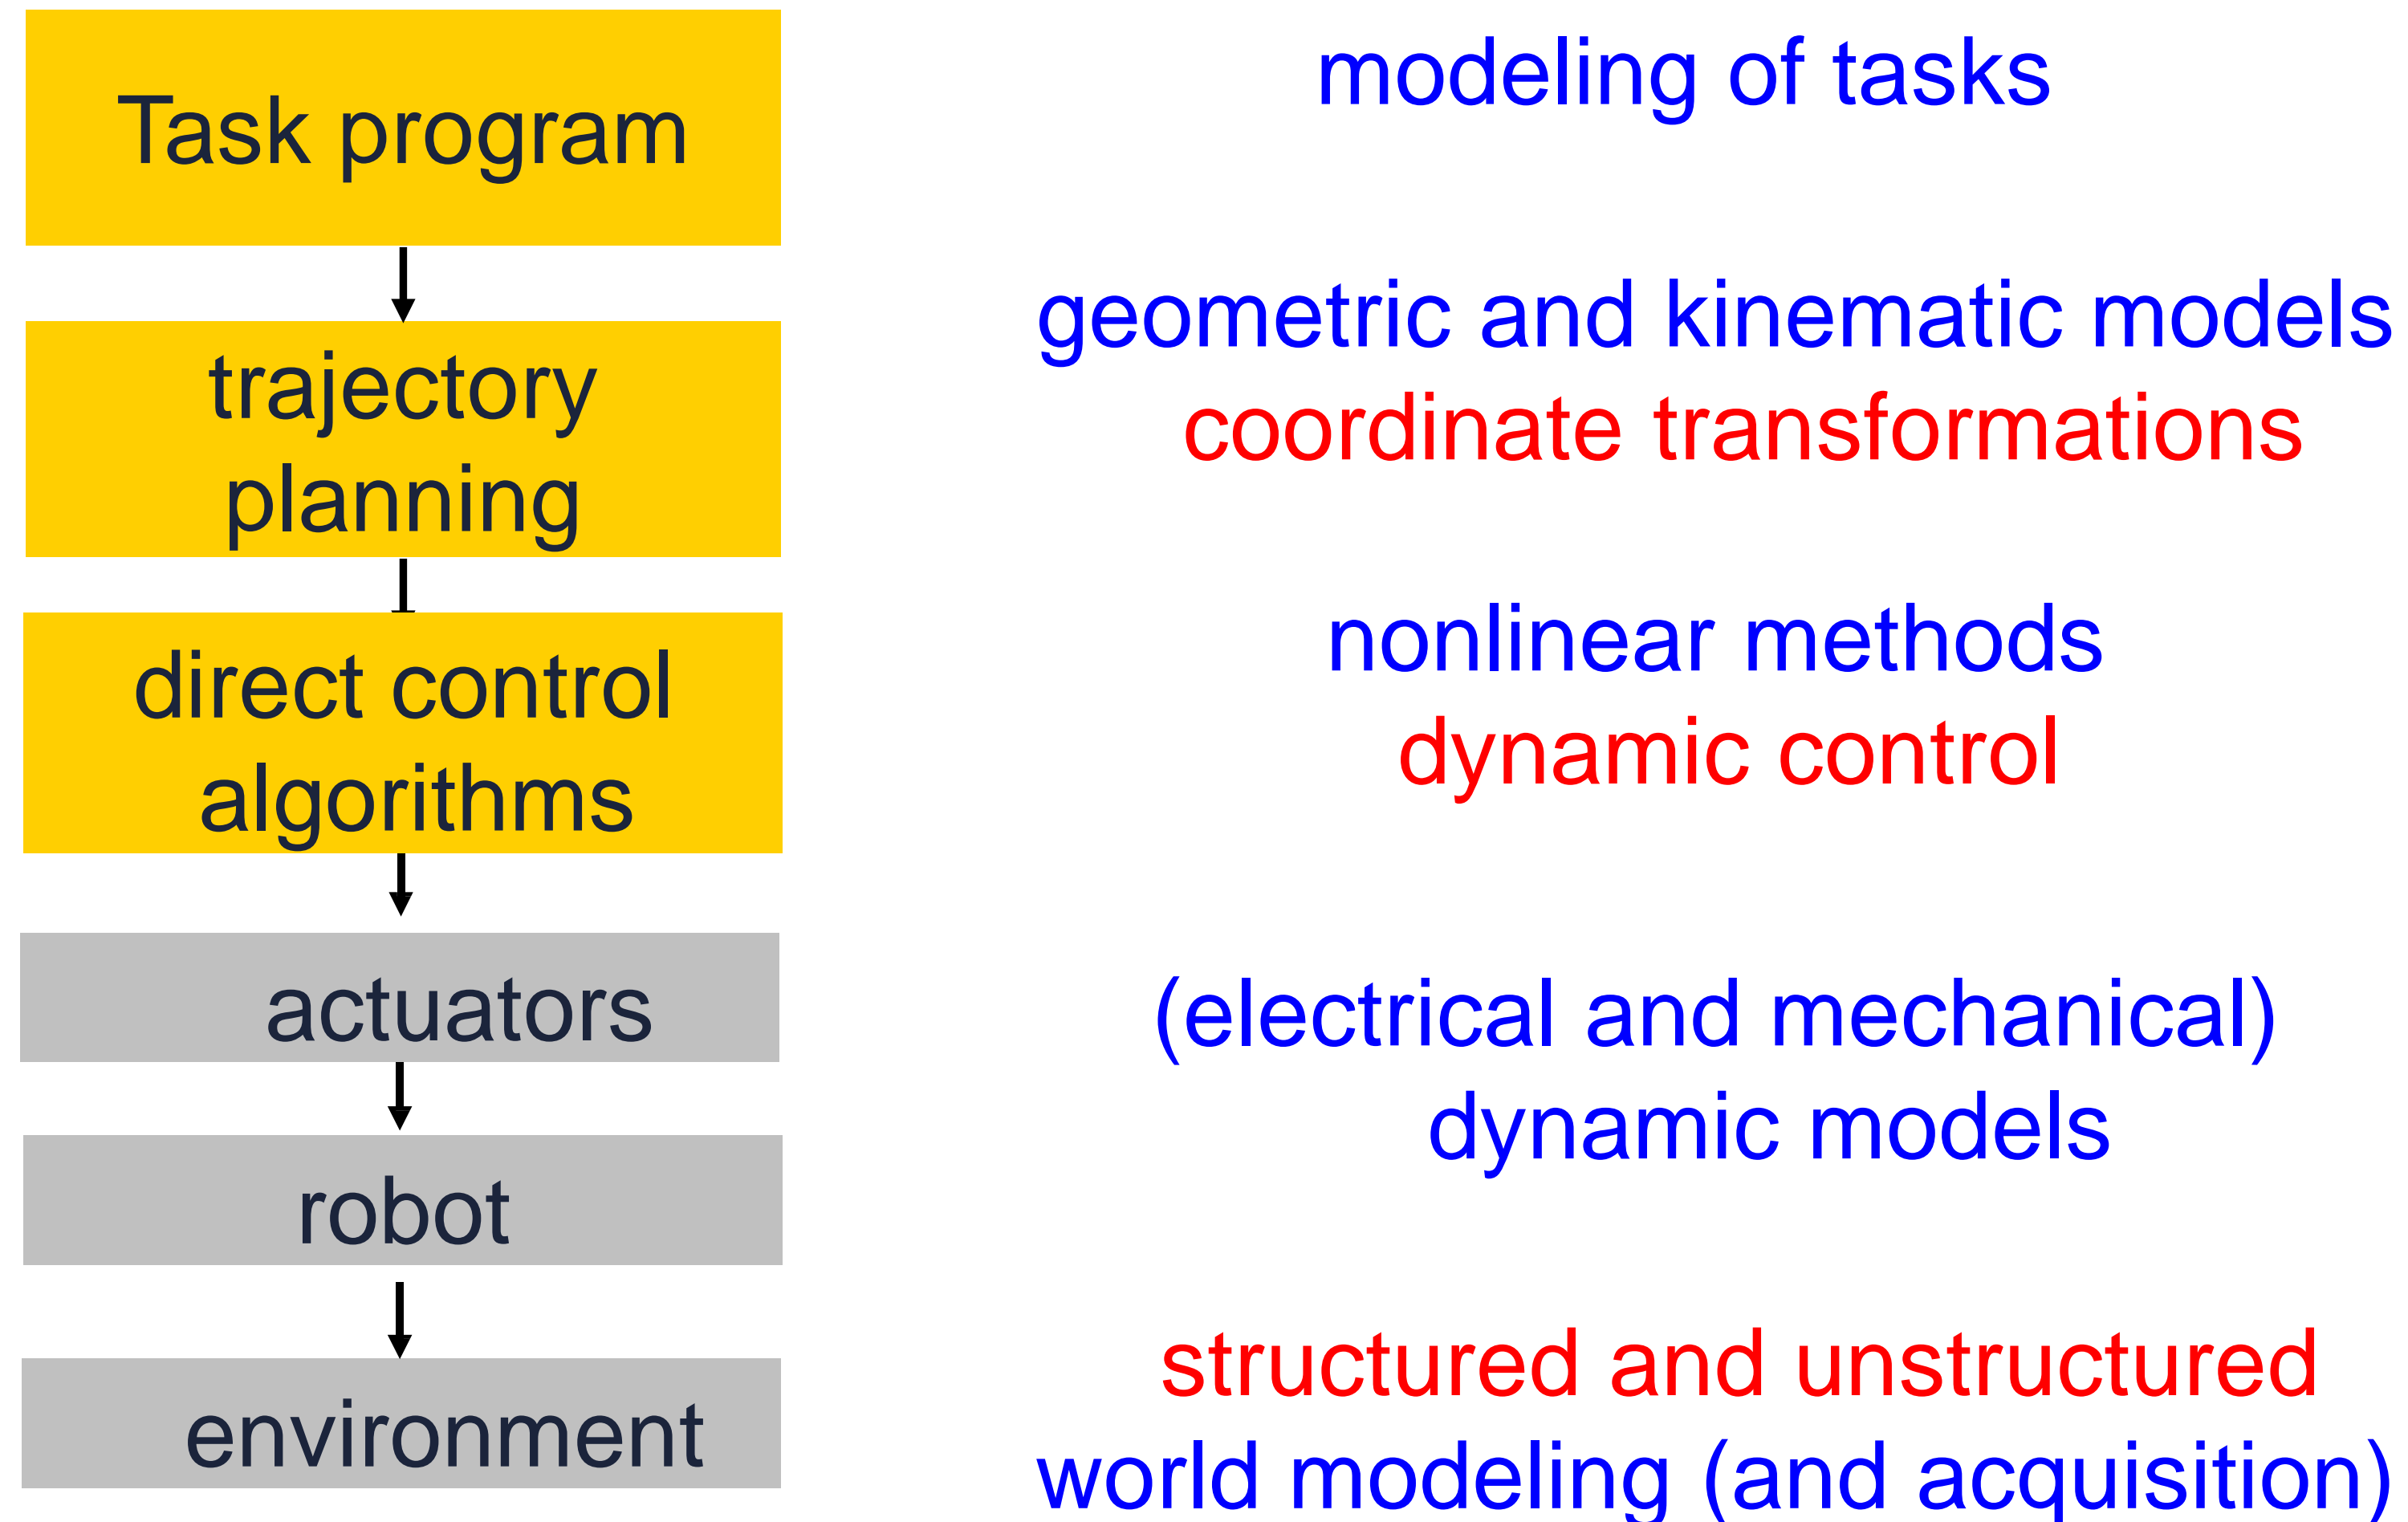 Task program
modeling of tasks
trajectory
planning
geometric and kinematic models
coordinate transformations
direct control
algorithms
nonlinear methods
dynamic control
actuators
robot
(electrical and mechanical)
dynamic models
environment
structured and unstructured
world modeling (and acquisition)